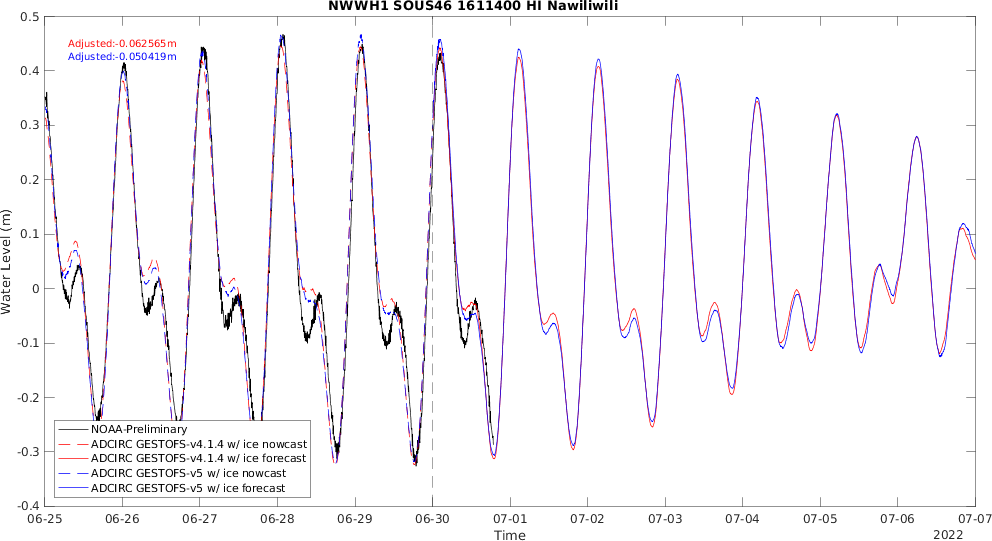 NWWH1 SOUS46 1611400 HI Nawiliwili
Adjusted:-0.062565m
Adjusted:-0.050419m
0.5
0.4
0.3
0.2
0.1
0
-0.1
-0.2
-0.3
-0.4
Water Level (m)
NOAA-Preliminary
ADCIRC GESTOFS-v4.1.4 w/ ice nowcast
ADCIRC GESTOFS-v4.1.4 w/ ice forecast
ADCIRC GESTOFS-v5 w/ ice nowcast
ADCIRC GESTOFS-v5 w/ ice forecast
06-25 06-26 06-27 06-28 06-29 06-30 07-01 07-02 07-03 07-04 07-05 07-06 07-07
Time
2022